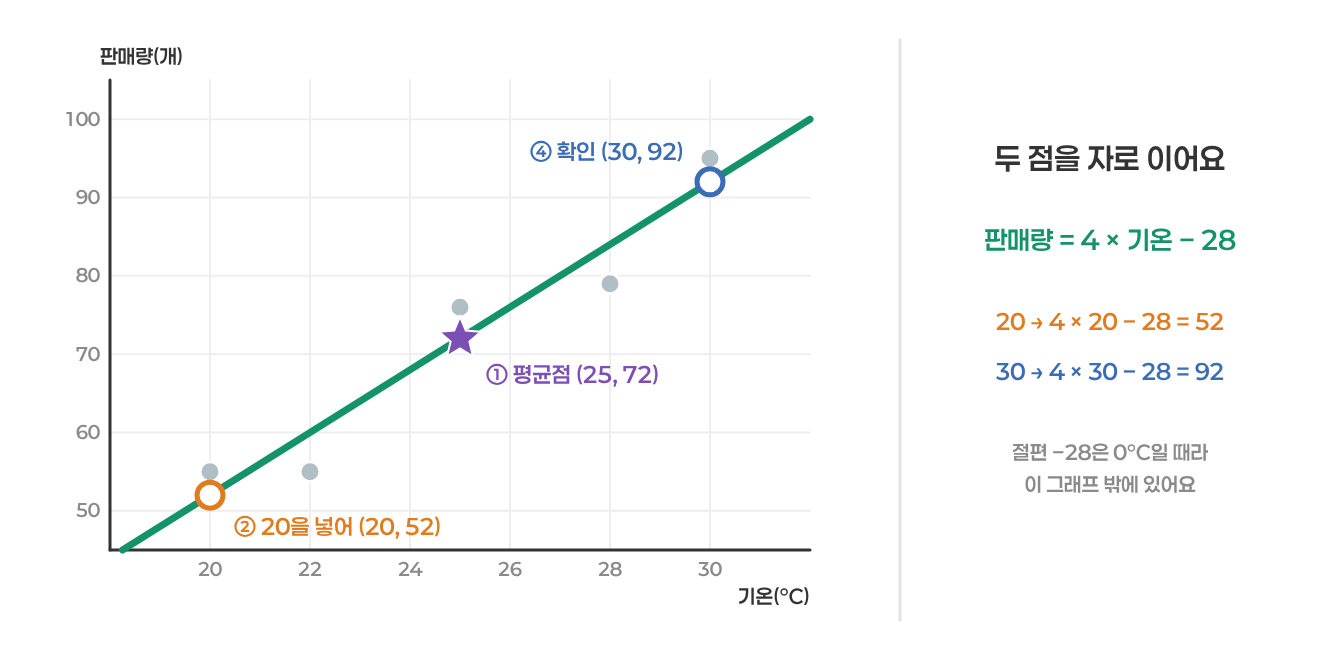 판매량(개)
100
90
80
70
60
50
20
22
24
26
28
30
기온(°C)
④ 확인 (30, 92)
① 평균점 (25, 72)
② 20을 넣어 (20, 52)
두 점을 자로 이어요
판매량 = 4 × 기온 − 28
20 → 4 × 20 − 28 = 52
30 → 4 × 30 − 28 = 92
절편 −28은 0°C일 때라
이 그래프 밖에 있어요